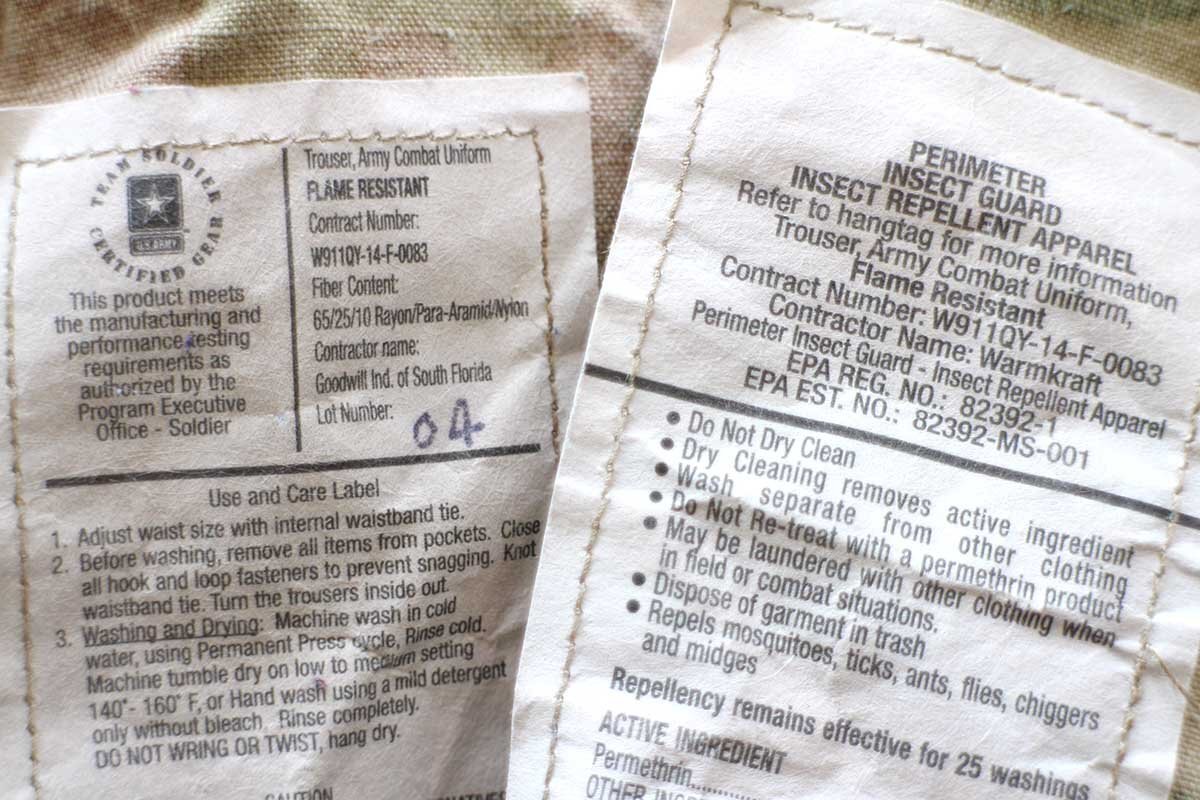 TEAM SOLDIER
U.S. ARMY
CERTIFIED GEAR
This product meets
the manufacturing and
performance testing
requirements as
authorized by the
Program Executive
Office - Soldier
Trouser, Army Combat Uniform
FLAME RESISTANT
Contract Number:
W911QY-14-F-0083
Fiber Content:
65/25/10 Rayon/Para-Aramid/Nylon
Contractor name:
Goodwill Ind. of South Florida
Lot Number:
04
Use and Care Label
1. Adjust waist size with internal waistband tie.
2. Before washing, remove all items from pockets. Close
all hook and loop fasteners to prevent snagging. Knot
waistband tie. Turn the trousers inside out.
3. Washing and Drying: Machine wash in cold
water, using Permanent Press cycle, Rinse cold.
Machine tumble dry on low to medium setting
140°- 160° F, or Hand wash using a mild detergent
only without bleach. Rinse completely.
DO NOT WRING OR TWIST, hang dry.
CAUTION
PERIMETER
INSECT GUARD
INSECT REPELLENT APPAREL
Refer to hangtag for more information
Trouser, Army Combat Uniform,
Flame Resistant
Contract Number: W911QY-14-F-0083
Contractor Name: Warmkraft
Perimeter Insect Guard - Insect Repellent Apparel
EPA REG. NO.: 82392-1
EPA EST. NO.: 82392-MS-001
• Do Not Dry Clean
• Dry Cleaning removes active ingredient
• Wash separate from other clothing
• Do Not Re-treat with a permethrin product
• May be laundered with other clothing when
in field or combat situations.
• Dispose of garment in trash
• Repels mosquitoes, ticks, ants, flies, chiggers
and midges
Repellency remains effective for 25 washings
ACTIVE INGREDIENT
Permethrin..........
OTHER